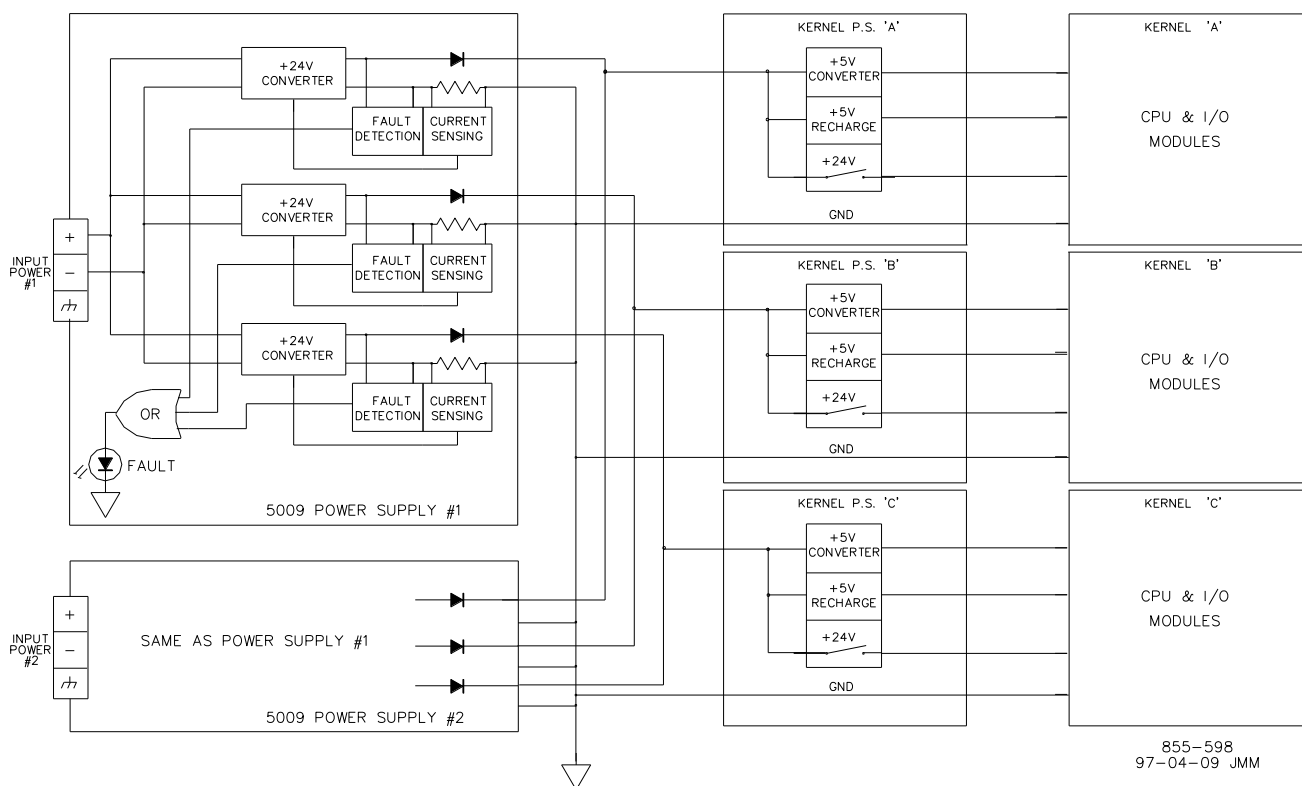 KERNEL P.S. 'A'
KERNEL 'A'
+24V
CONVERTER
+5V
CONVERTER
FAULT
DETECTION
CURRENT
SENSING
+5V
RECHARGE
CPU & I/O
MODULES
+24V
GND
+24V
CONVERTER
INPUT
POWER
#1
+
−
FAULT
DETECTION
CURRENT
SENSING
KERNEL P.S. 'B'
KERNEL 'B'
+5V
CONVERTER
+24V
CONVERTER
+5V
RECHARGE
CPU & I/O
MODULES
FAULT
DETECTION
CURRENT
SENSING
+24V
OR
GND
FAULT
5009 POWER SUPPLY #1
KERNEL P.S. 'C'
KERNEL 'C'
+5V
CONVERTER
+5V
RECHARGE
CPU & I/O
MODULES
INPUT
POWER
#2
+
−
SAME AS POWER SUPPLY #1
+24V
GND
5009 POWER SUPPLY #2
855-598
97-04-09 JMM